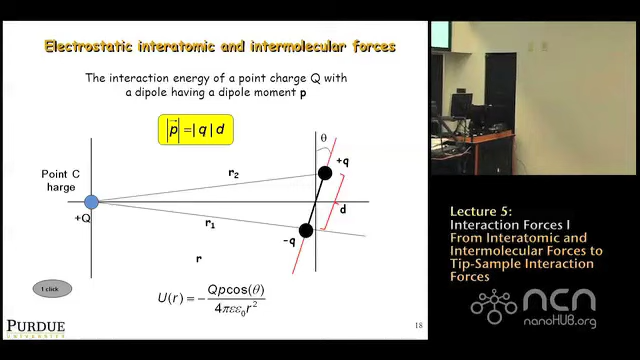 Electrostatic interatomic and intermolecular forces
The interaction energy of a point charge Q with
a dipole having a dipole moment p
|p⃗|=|q|d
θ
+q
r₂
Point C
harge
d
+Q
r₁
-q
r
1 click
U(r) = - Qpcos(θ) / 4πεε₀r²
PURDUE
UNIVERSITY
18
Lecture 5:
Interaction Forces I
From Interatomic and
Intermolecular Forces to
Tip-Sample Interaction
Forces
ncn
nanoHUB.org